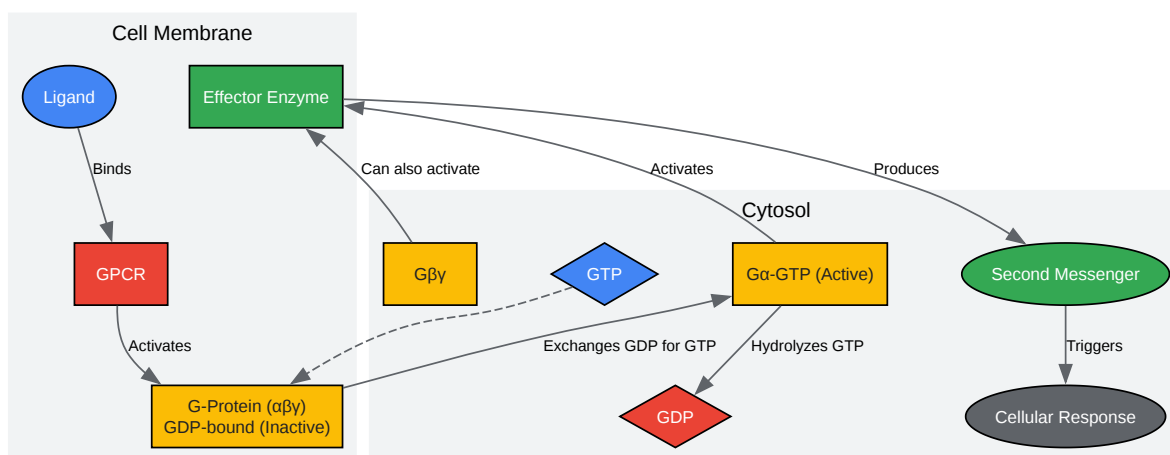 Cell Membrane
Ligand
Effector Enzyme
Binds
Can also activate
Activates
Produces
Cytosol
GPCR
Gβγ
GTP
Gα-GTP (Active)
Second Messenger
Activates
Exchanges GDP for GTP
Hydrolyzes GTP
Triggers
G-Protein (αβγ)
GDP-bound (Inactive)
GDP
Cellular Response